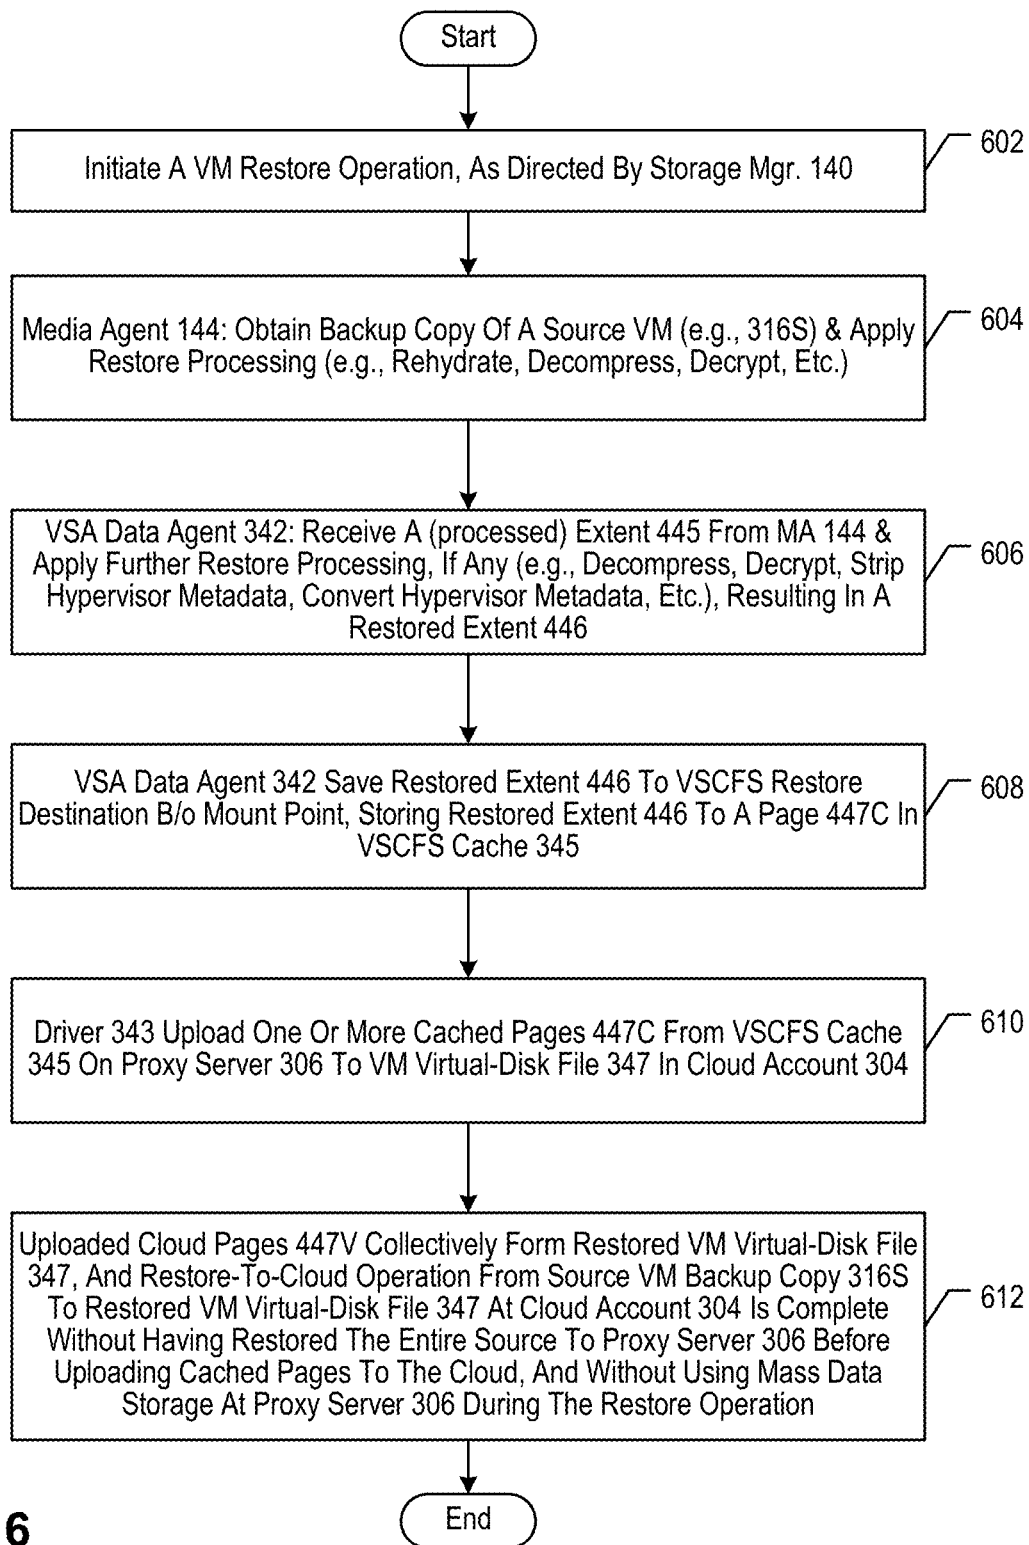 Start
Initiate A VM Restore Operation, As Directed By Storage Mgr. 140
602
Media Agent 144: Obtain Backup Copy Of A Source VM (e.g., 316S) & Apply
Restore Processing (e.g., Rehydrate, Decompress, Decrypt, Etc.)
604
VSA Data Agent 342: Receive A (processed) Extent 445 From MA 144 &
Apply Further Restore Processing, If Any (e.g., Decompress, Decrypt, Strip
Hypervisor Metadata, Convert Hypervisor Metadata, Etc.), Resulting In A
Restored Extent 446
606
VSA Data Agent 342 Save Restored Extent 446 To VSCFS Restore
Destination B/o Mount Point, Storing Restored Extent 446 To A Page 447C In
VSCFS Cache 345
608
Driver 343 Upload One Or More Cached Pages 447C From VSCFS Cache
345 On Proxy Server 306 To VM Virtual-Disk File 347 In Cloud Account 304
610
Uploaded Cloud Pages 447V Collectively Form Restored VM Virtual-Disk File
347, And Restore-To-Cloud Operation From Source VM Backup Copy 316S
To Restored VM Virtual-Disk File 347 At Cloud Account 304 Is Complete
Without Having Restored The Entire Source To Proxy Server 306 Before
Uploading Cached Pages To The Cloud, And Without Using Mass Data
Storage At Proxy Server 306 During The Restore Operation
612
End
6